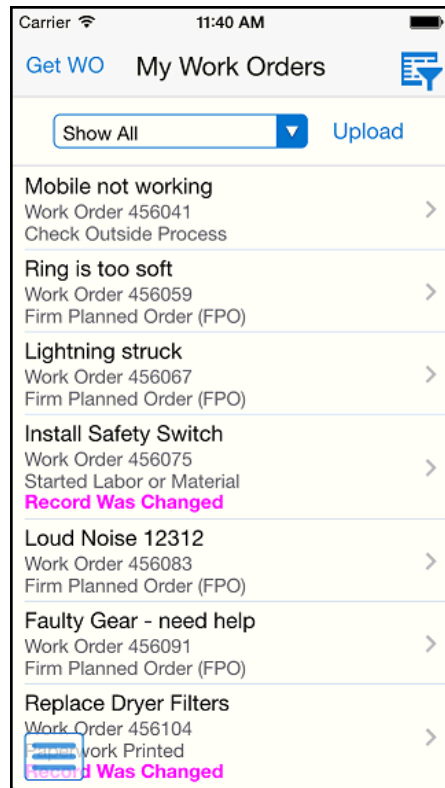 Carrier 11:40 AM
Get WO My Work Orders
Show All Upload
Mobile not working
Work Order 456041
Check Outside Process
Ring is too soft
Work Order 456059
Firm Planned Order (FPO)
Lightning struck
Work Order 456067
Firm Planned Order (FPO)
Install Safety Switch
Work Order 456075
Started Labor or Material
Record Was Changed
Loud Noise 12312
Work Order 456083
Firm Planned Order (FPO)
Faulty Gear - need help
Work Order 456091
Firm Planned Order (FPO)
Replace Dryer Filters
Work Order 456104
Paperwork Printed
Record Was Changed